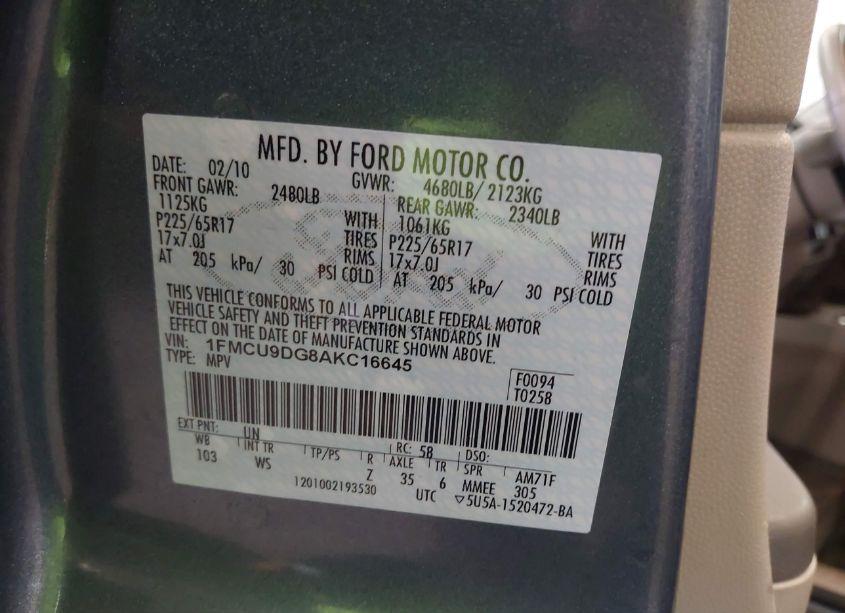 MFD. BY FORD MOTOR CO.
DATE: 02/10 GVWR: 4680LB/ 2123KG
FRONT GAWR: 2480LB REAR GAWR: 2340LB
1125KG WITH 1061KG WITH
P225/65R17 TIRES P225/65R17 TIRES
17x7.0J RIMS 17x7.0J RIMS
AT 205 kPa/ 30 PSI COLD AT 205 kPa/ 30 PSI COLD
THIS VEHICLE CONFORMS TO ALL APPLICABLE FEDERAL MOTOR
VEHICLE SAFETY AND THEFT PREVENTION STANDARDS IN
EFFECT ON THE DATE OF MANUFACTURE SHOWN ABOVE.
VIN: 1FMCU9DG8AKC16645
TYPE: MPV
F0094
T0258
EXT PNT: UN RC: 58 DSO:
WB INT TR TP/PS R AXLE TR SPR AM71F
103 WS Z 35 6 MMEE 305
1201002193530 UTC ▽5U5A-1520472-BA